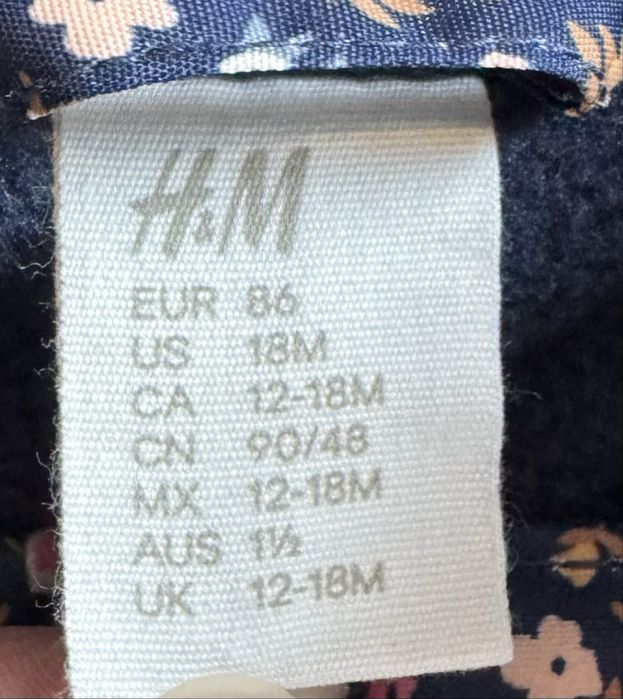 H&M
EUR 86
US 18M
CA 12-18M
CN 90/48
MX 12-18M
AUS 1½
UK 12-18M